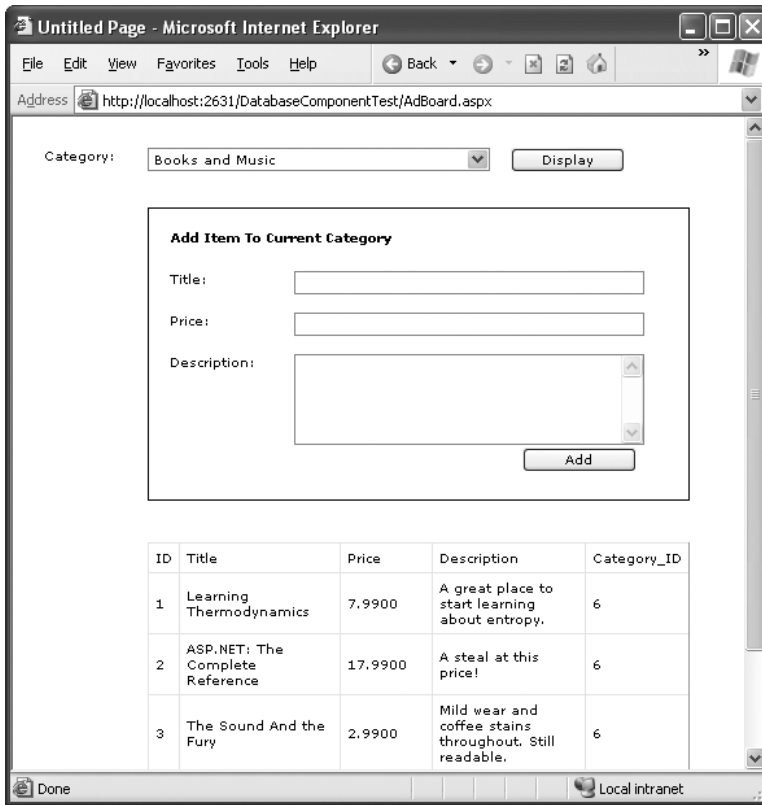 Untitled Page - Microsoft Internet Explorer
File Edit View Favorites Tools Help Back »
Address http://localhost:2631/DatabaseComponentTest/AdBoard.aspx
Category: Books and Music Display
Add Item To Current Category
Title:
Price:
Description:
Add
ID Title Price Description Category_ID
1 Learning Thermodynamics 7.9900 A great place to start learning about entropy. 6
2 ASP.NET: The Complete Reference 17.9900 A steal at this price! 6
3 The Sound And the Fury 2.9900 Mild wear and coffee stains throughout. Still readable. 6
Done Local intranet